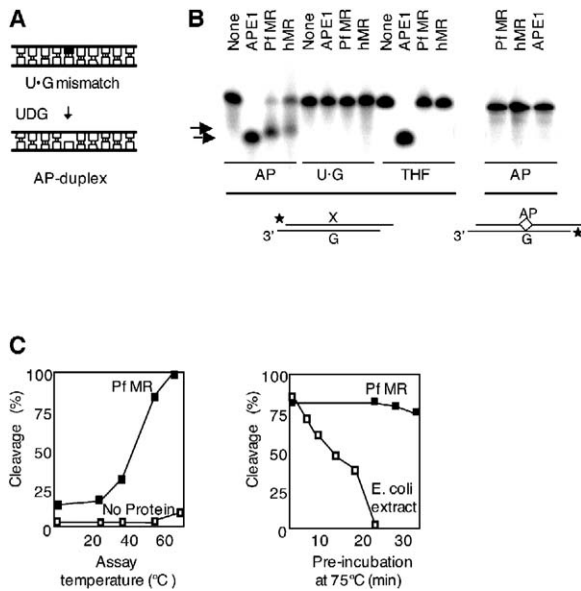 A
U·G mismatch
UDG
AP-duplex
B
None
APE1
Pf MR
hMR
None
APE1
Pf MR
hMR
None
APE1
Pf MR
hMR
Pf MR
hMR
APE1
AP
U·G
THF
AP
X
3'
G
AP
3'
G
C
Cleavage (%)
100
75
50
25
0
Pf MR
No Protein
20 40 60
Assay
temperature (°C)
Cleavage (%)
100
75
50
25
0
Pf MR
E. coli
extract
10 20 30
Pre-incubation
at 75°C (min)